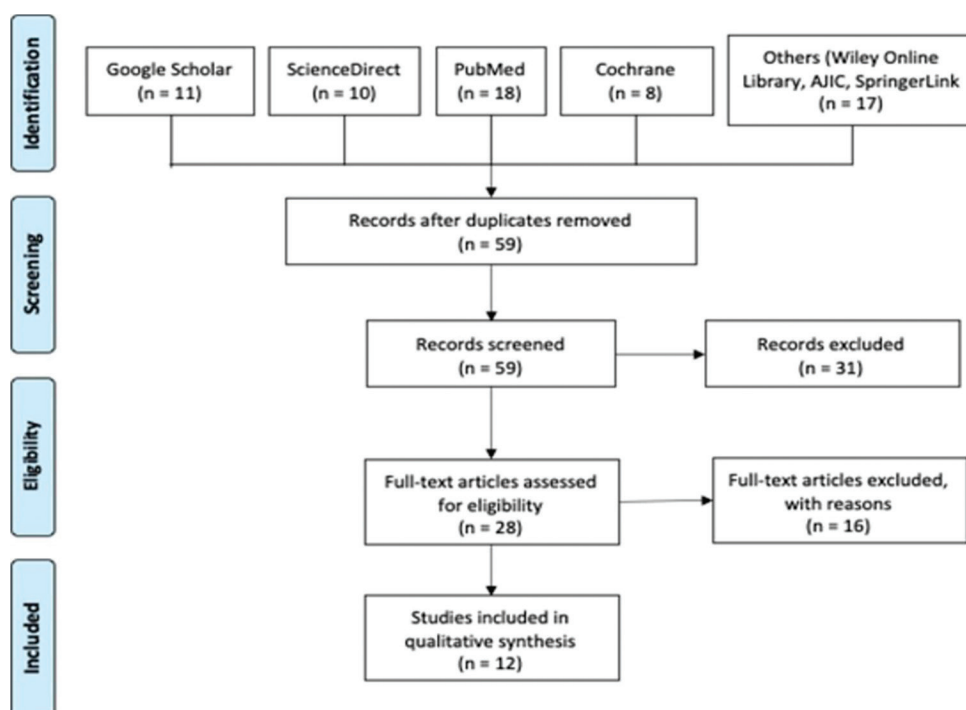 Identification
Google Scholar
(n = 11)
ScienceDirect
(n = 10)
PubMed
(n = 18)
Cochrane
(n = 8)
Others (Wiley Online
Library, AJIC, SpringerLink
(n = 17)
Screening
Records after duplicates removed
(n = 59)
Records screened
(n = 59)
Records excluded
(n = 31)
Eligibility
Full-text articles assessed
for eligibility
(n = 28)
Full-text articles excluded,
with reasons
(n = 16)
Included
Studies included in
qualitative synthesis
(n = 12)